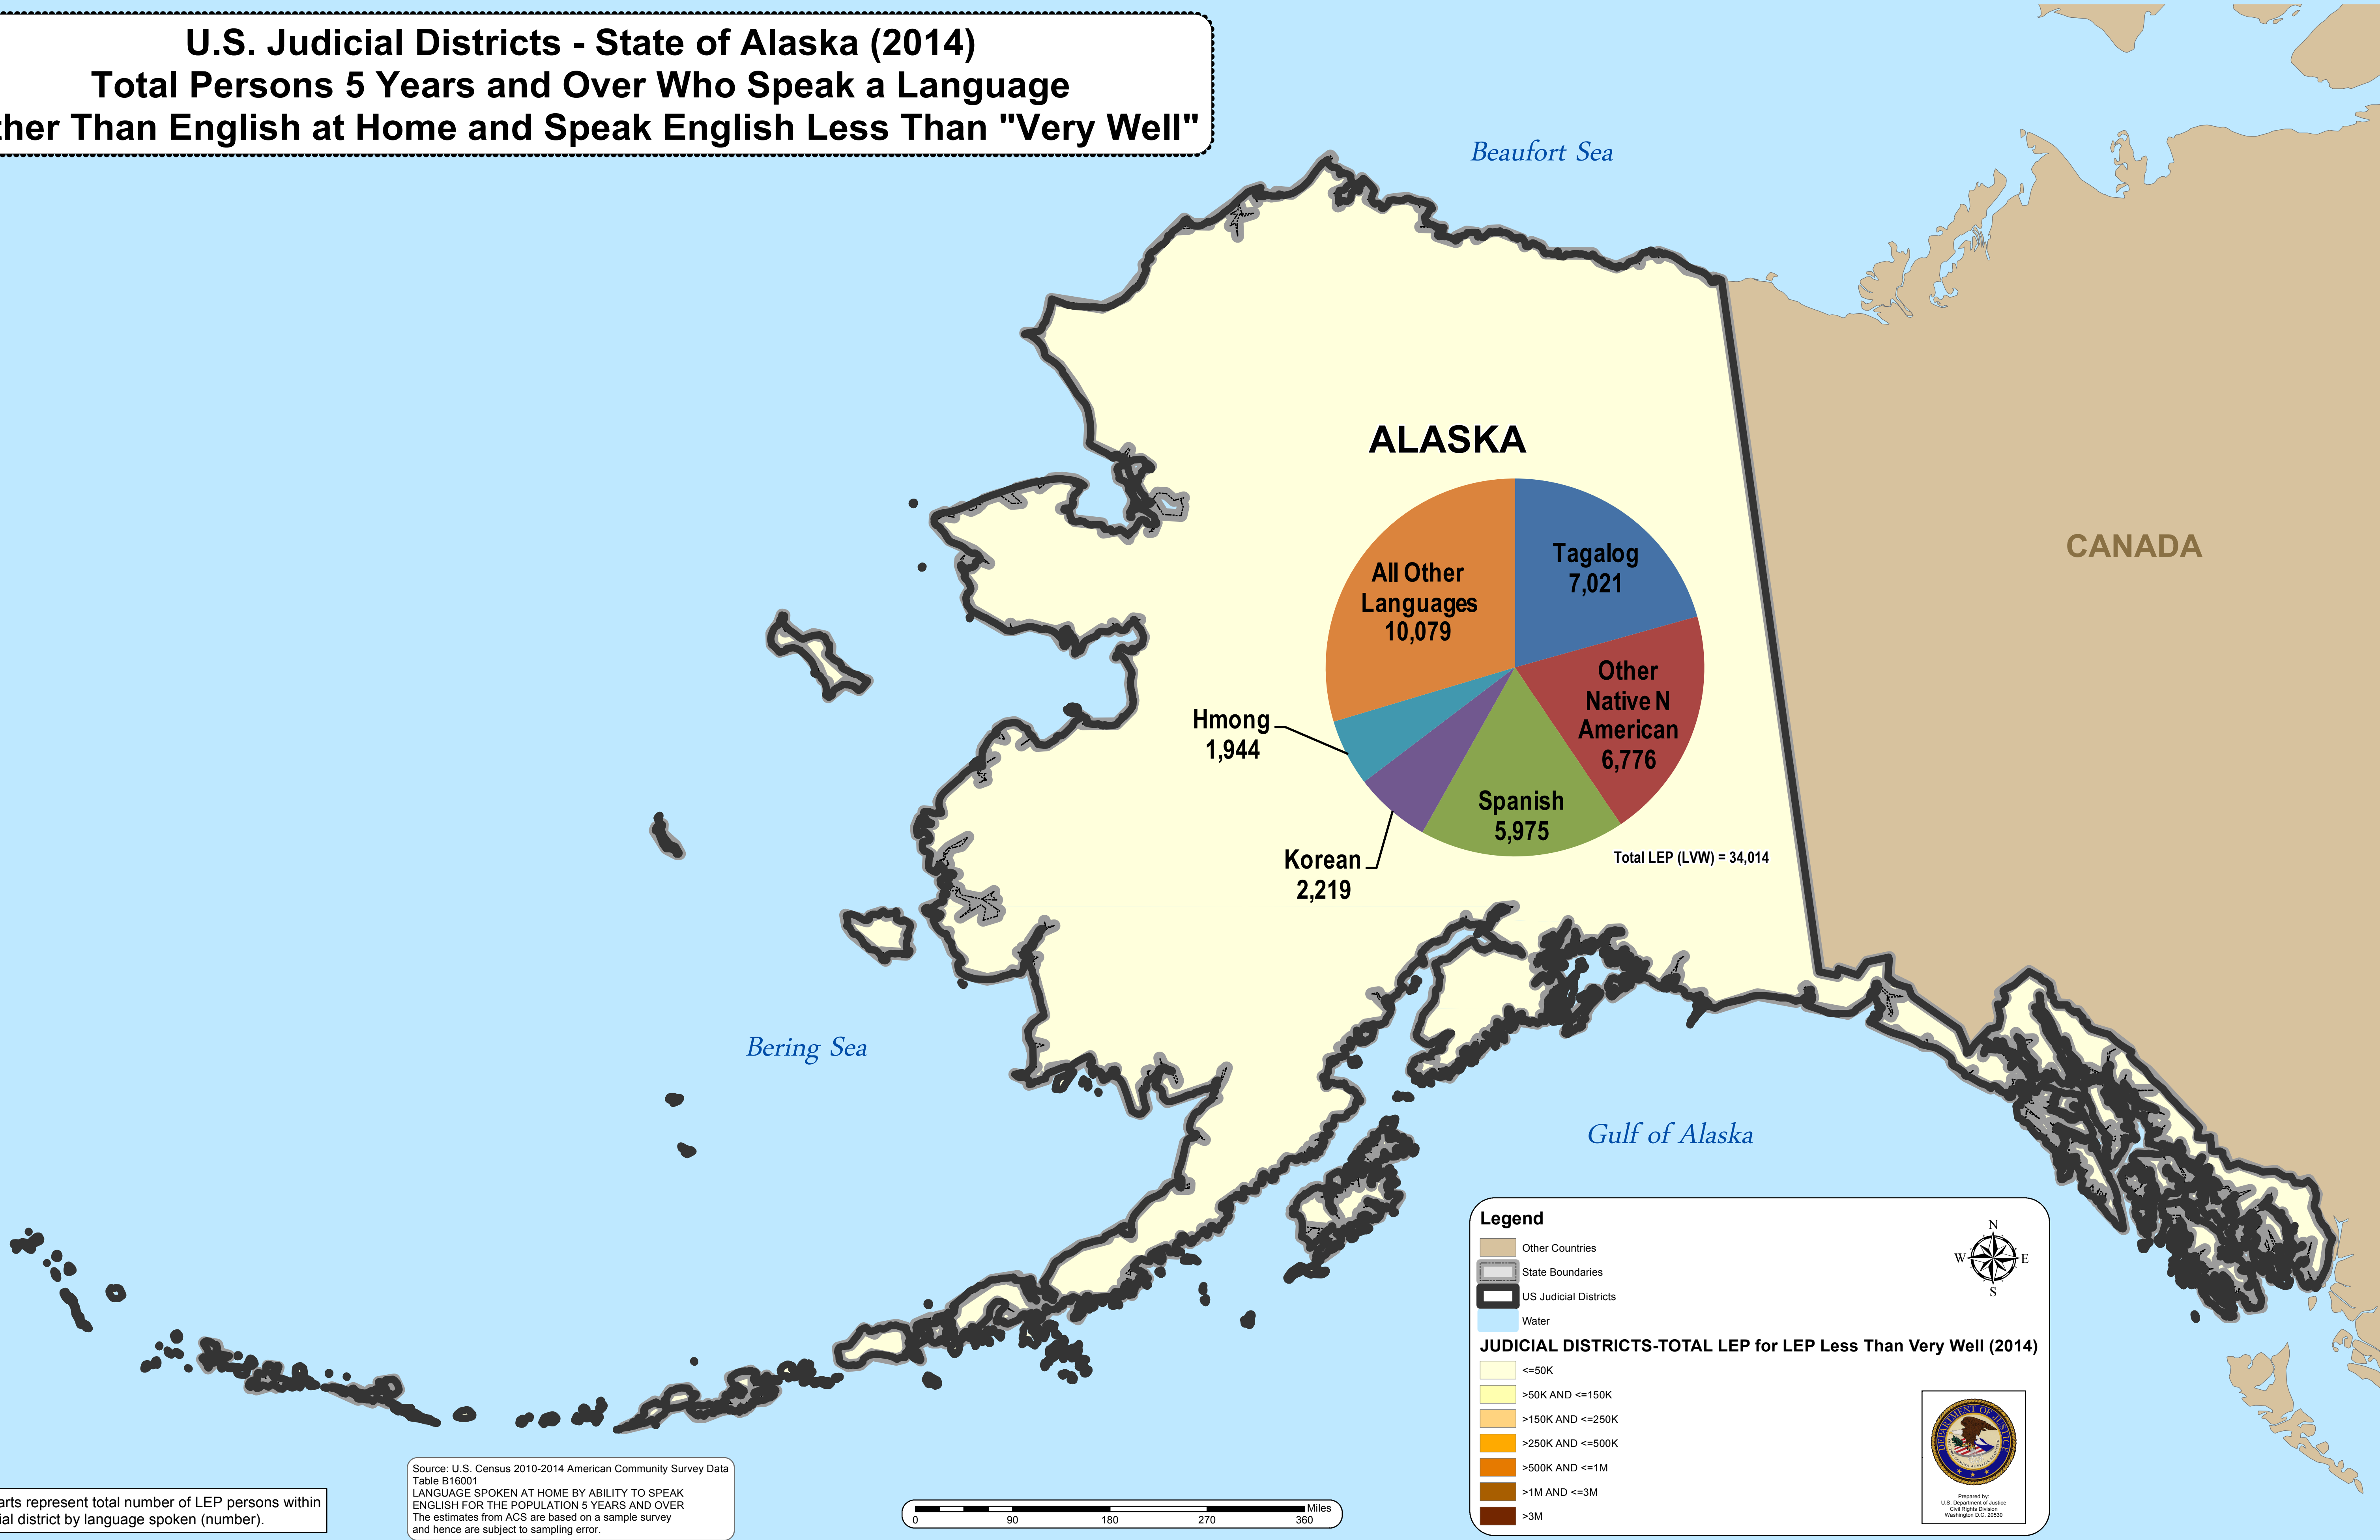 U.S. Judicial Districts - State of Alaska (2014)
Total Persons 5 Years and Over Who Speak a Language
ther Than English at Home and Speak English Less Than "Very Well"
Beaufort Sea
ALASKA
CANADA
Tagalog
7,021
All Other
Languages
10,079
Other
Native N
American
6,776
Hmong
1,944
Spanish
5,975
Korean
2,219
Total LEP (LVW) = 34,014
Bering Sea
Gulf of Alaska
Legend
Other Countries
State Boundaries
US Judicial Districts
Water
N
W
E
S
JUDICIAL DISTRICTS-TOTAL LEP for LEP Less Than Very Well (2014)
<=50K
>50K AND <=150K
>150K AND <=250K
>250K AND <=500K
>500K AND <=1M
>1M AND <=3M
>3M
DEPARTMENT OF JUSTICE
Prepared by:
U.S. Department of Justice
Civil Rights Division
Washington D.C. 20530
arts represent total number of LEP persons within
ial district by language spoken (number).
Source: U.S. Census 2010-2014 American Community Survey Data
Table B16001
LANGUAGE SPOKEN AT HOME BY ABILITY TO SPEAK
ENGLISH FOR THE POPULATION 5 YEARS AND OVER
The estimates from ACS are based on a sample survey
and hence are subject to sampling error.
Miles
0 90 180 270 360